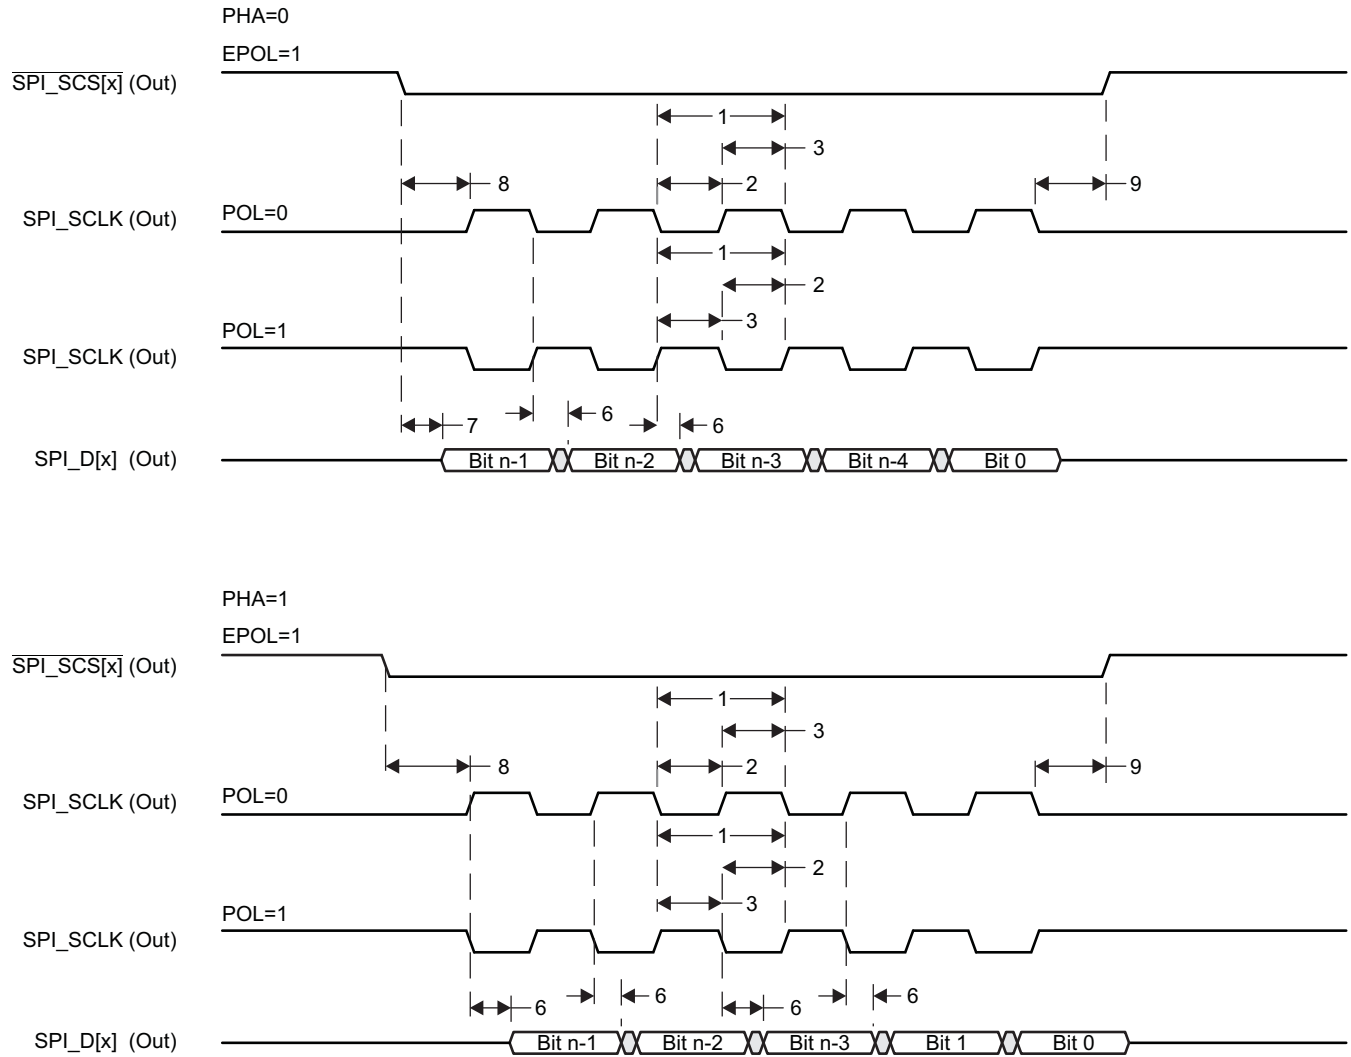 PHA=0
EPOL=1
SPI_SCS[x] (Out)
1
3
8
2
9
SPI_SCLK (Out)
POL=0
1
2
3
POL=1
SPI_SCLK (Out)
7
6
6
SPI_D[x] (Out)
Bit n-1
Bit n-2
Bit n-3
Bit n-4
Bit 0
PHA=1
EPOL=1
SPI_SCS[x] (Out)
1
3
8
2
9
SPI_SCLK (Out)
POL=0
1
2
3
POL=1
SPI_SCLK (Out)
6
6
6
6
SPI_D[x] (Out)
Bit n-1
Bit n-2
Bit n-3
Bit 1
Bit 0